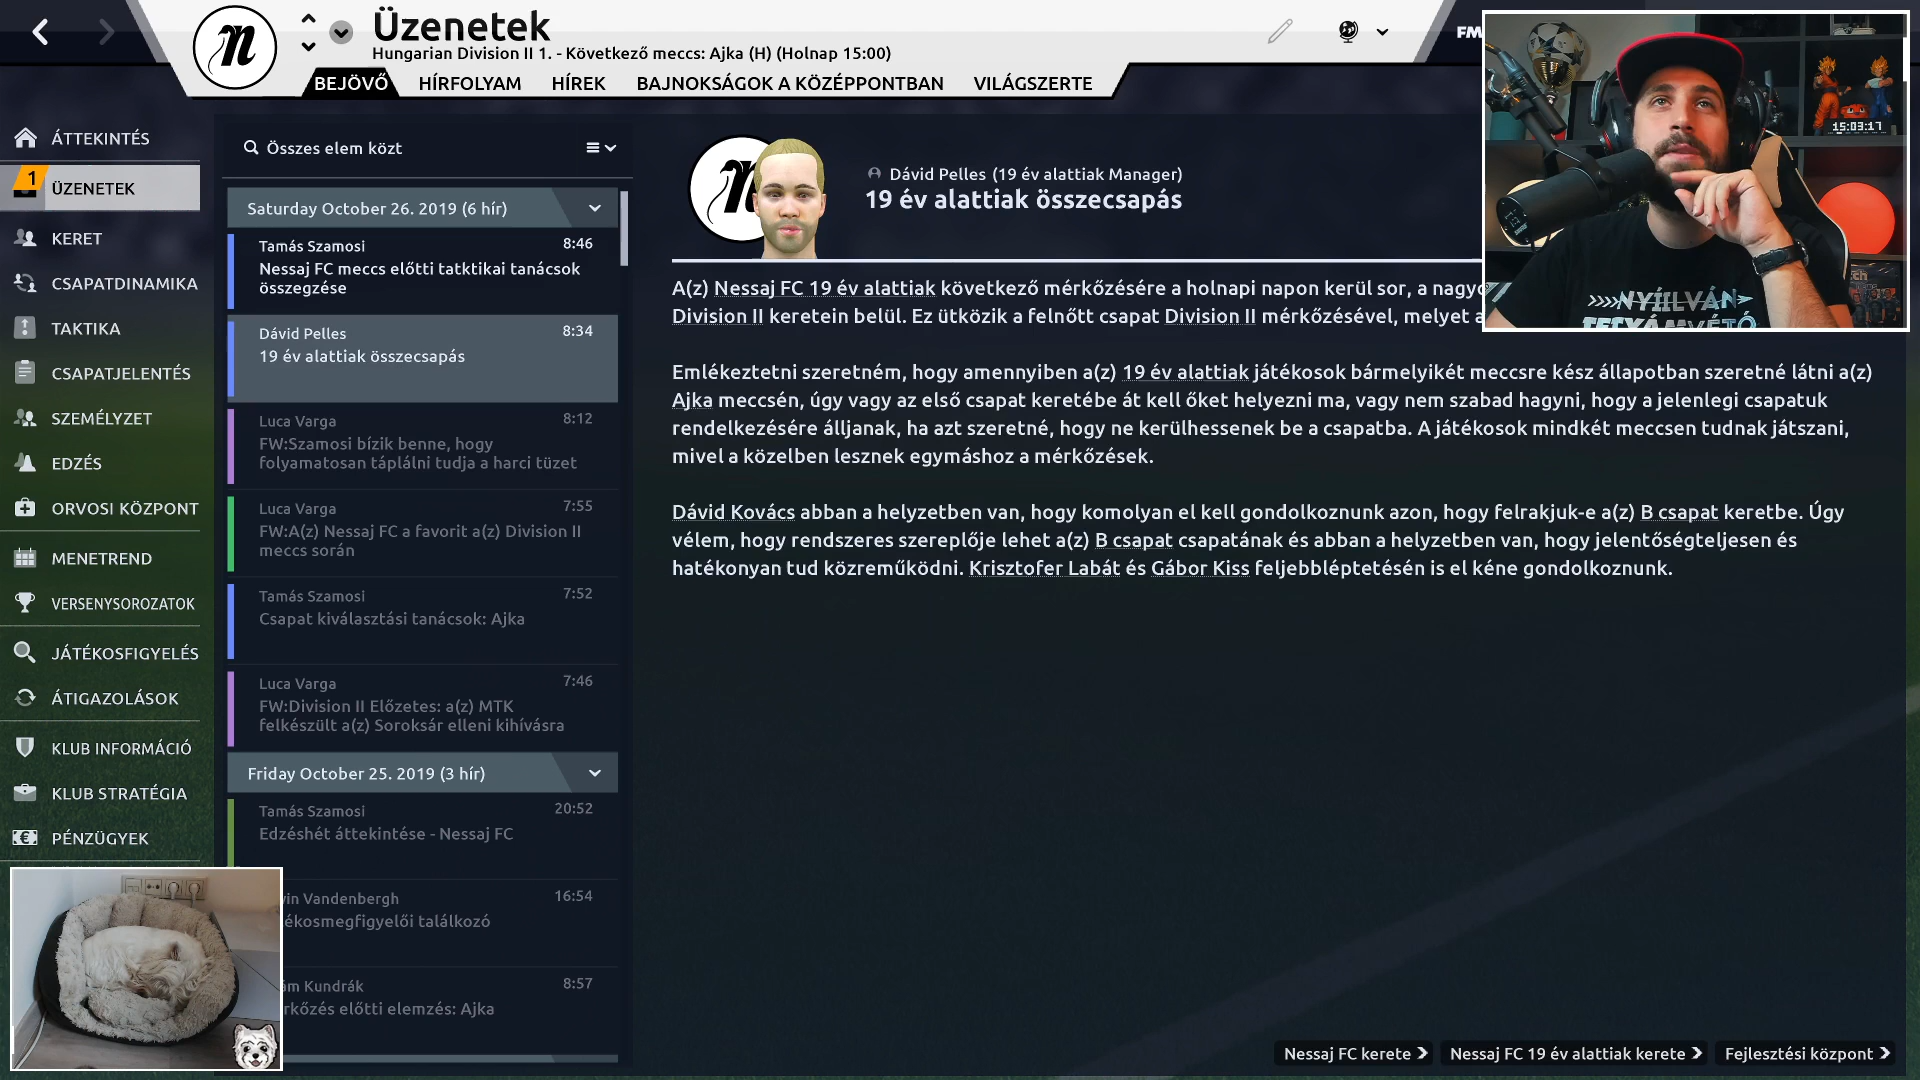 Üzenetek
Hungarian Division II 1. - Következő meccs: Ajka (H) (Holnap 15:00)
BEJÖVŐ HÍRFOLYAM HÍREK BAJNOKSÁGOK A KÖZÉPPONTBAN VILÁGSZERTE
FM
15:03:17
NYÍILVÁN
ÁTTEKINTÉS
1
ÜZENETEK
KERET
CSAPATDINAMIKA
TAKTIKA
CSAPATJELENTÉS
SZEMÉLYZET
EDZÉS
ORVOSI KÖZPONT
MENETREND
VERSENYSOROZATOK
JÁTÉKOSFIGYELÉS
ÁTIGAZOLÁSOK
KLUB INFORMÁCIÓ
KLUB STRATÉGIA
PÉNZÜGYEK
Összes elem közt
Saturday October 26. 2019 (6 hír)
Tamás Szamosi 8:46
Nessaj FC meccs előtti tatktikai tanácsok
összegzése
Dávid Pelles 8:34
19 év alattiak összecsapás
Luca Varga 8:12
FW:Szamosi bízik benne, hogy
folyamatosan táplálni tudja a harci tüzet
Luca Varga 7:55
FW:A(z) Nessaj FC a favorit a(z) Division II
meccs során
Tamás Szamosi 7:52
Csapat kiválasztási tanácsok: Ajka
Luca Varga 7:46
FW:Division II Előzetes: a(z) MTK
felkészült a(z) Soroksár elleni kihívásra
Friday October 25. 2019 (3 hír)
Tamás Szamosi 20:52
Edzéshét áttekintése - Nessaj FC
vin Vandenbergh 16:54
ékosmegfigyelői találkozó
ám Kundrák 8:57
rkőzés előtti elemzés: Ajka
Dávid Pelles (19 év alattiak Manager)
19 év alattiak összecsapás
A(z) Nessaj FC 19 év alattiak következő mérkőzésére a holnapi napon kerül sor, a nagyo
Division II keretein belül. Ez ütközik a felnőtt csapat Division II mérkőzésével, melyet a
Emlékeztetni szeretném, hogy amennyiben a(z) 19 év alattiak játékosok bármelyikét meccsre kész állapotban szeretné látni a(z)
Ajka meccsén, úgy vagy az első csapat keretébe át kell őket helyezni ma, vagy nem szabad hagyni, hogy a jelenlegi csapatuk
rendelkezésére álljanak, ha azt szeretné, hogy ne kerülhessenek be a csapatba. A játékosok mindkét meccsen tudnak játszani,
mivel a közelben lesznek egymáshoz a mérkőzések.
Dávid Kovács abban a helyzetben van, hogy komolyan el kell gondolkoznunk azon, hogy felrakjuk-e a(z) B csapat keretbe. Úgy
vélem, hogy rendszeres szereplője lehet a(z) B csapat csapatának és abban a helyzetben van, hogy jelentőségteljesen és
hatékonyan tud közreműködni. Krisztofer Labát és Gábor Kiss feljebbléptetésén is el kéne gondolkoznunk.
Nessaj FC kerete Nessaj FC 19 év alattiak kerete Fejlesztési központ